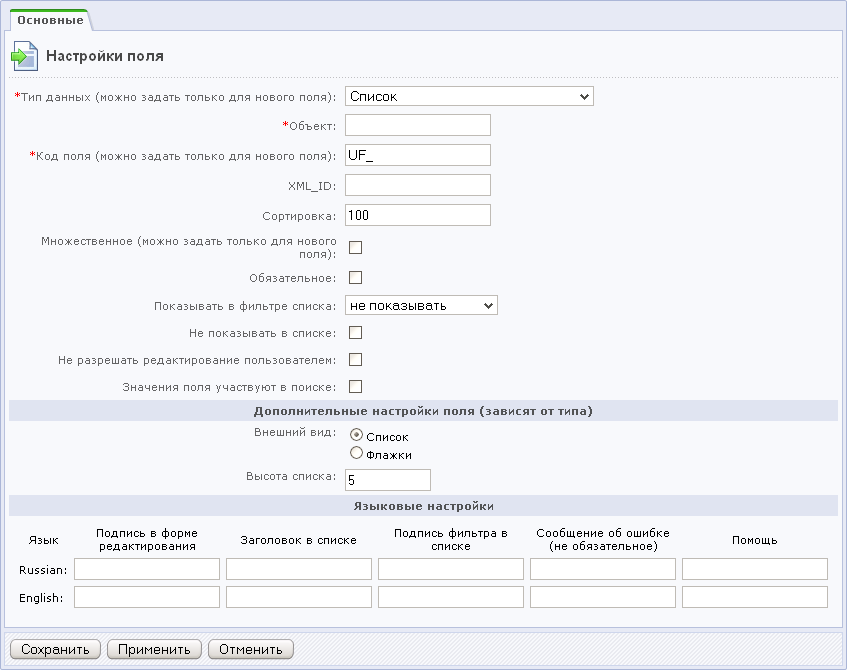 Основные
Настройки поля
*Тип данных (можно задать только для нового поля): Список
*Объект:
*Код поля (можно задать только для нового поля): UF_
XML_ID:
Сортировка: 100
Множественное (можно задать только для нового
поля):
Обязательное:
Показывать в фильтре списка: не показывать
Не показывать в списке:
Не разрешать редактирование пользователем:
Значения поля участвуют в поиске:
Дополнительные настройки поля (зависят от типа)
Внешний вид: Список
Флажки
Высота списка: 5
Языковые настройки
Язык Подпись в форме редактирования Заголовок в списке Подпись фильтра в списке Сообщение об ошибке (не обязательное) Помощь
Russian:
English:
Сохранить Применить Отменить